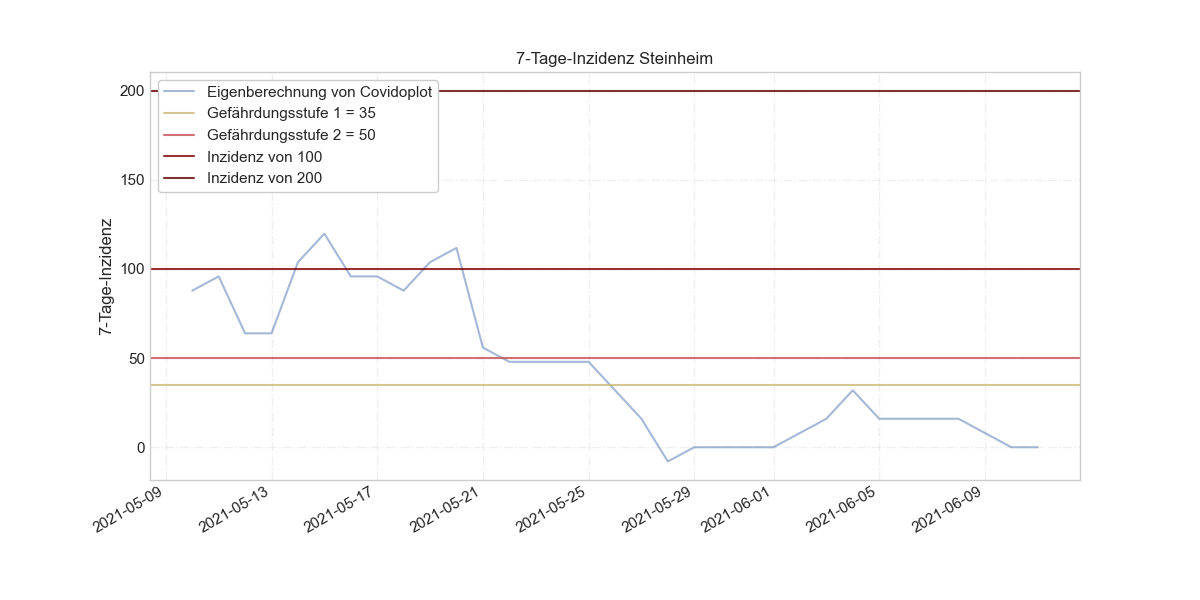 7-Tage-Inzidenz Steinheim
Eigenberechnung von Covidoplot
Gefährdungsstufe 1 = 35
Gefährdungsstufe 2 = 50
Inzidenz von 100
Inzidenz von 200
7-Tage-Inzidenz
200
150
100
50
0
2021-05-09
2021-05-13
2021-05-17
2021-05-21
2021-05-25
2021-05-29
2021-06-01
2021-06-05
2021-06-09